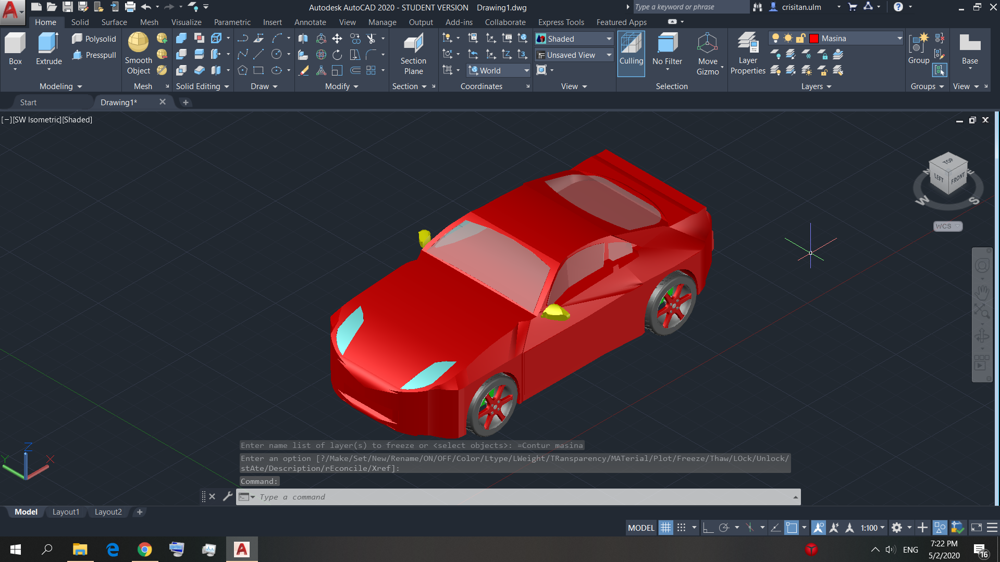 Autodesk AutoCAD 2020 - STUDENT VERSION    Drawing1.dwg
Type a keyword or phrase
crisitan.ulm
Home Solid Surface Mesh Visualize Parametric Insert Annotate View Manage Output Add-ins Collaborate Express Tools Featured Apps
Box
Extrude
Polysolid
Presspull
Modeling
Smooth
Object
Mesh
Solid Editing
Draw
Modify
Section
Plane
Section
World
Coordinates
Shaded
Unsaved View
View
Culling
No Filter
Move
Gizmo
Selection
Layer
Properties
Masina
Layers
Group
Groups
Base
View
Start
Drawing1*
[−][SW Isometric][Shaded]
TOP
LEFT
FRONT
N
E
W
S
WCS
Z
Y
X
Enter name list of layer(s) to freeze or <select objects>: =Contur masina
Enter an option [?/Make/Set/New/Rename/ON/OFF/Color/Ltype/LWeight/TRansparency/MATerial/Plot/Freeze/Thaw/LOck/Unlock/
stAte/Description/rEconcile/Xref]:
Command:
Type a command
Model Layout1 Layout2
MODEL
1:100
ENG
7:22 PM
5/2/2020
16